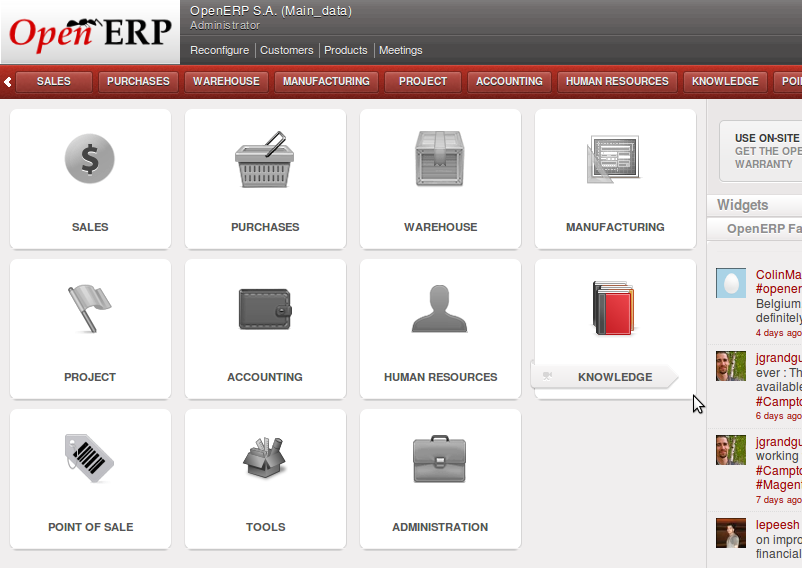 Open ERP
OpenERP S.A. (Main_data)
Administrator
Reconfigure Customers Products Meetings
SALES PURCHASES WAREHOUSE MANUFACTURING PROJECT ACCOUNTING HUMAN RESOURCES KNOWLEDGE POI
SALES PURCHASES WAREHOUSE MANUFACTURING
PROJECT ACCOUNTING HUMAN RESOURCES KNOWLEDGE
POINT OF SALE TOOLS ADMINISTRATION
USE ON-SITE
GET THE OPE
WARRANTY
Widgets
OpenERP Fa
ColinMa
#opener
Belgium
definitely
4 days ago
jgrandgu
ever : Th
available
#Campto
6 days ago
jgrandgu
working
#Campto
#Magent
7 days ago
lepeesh
on impro
financial